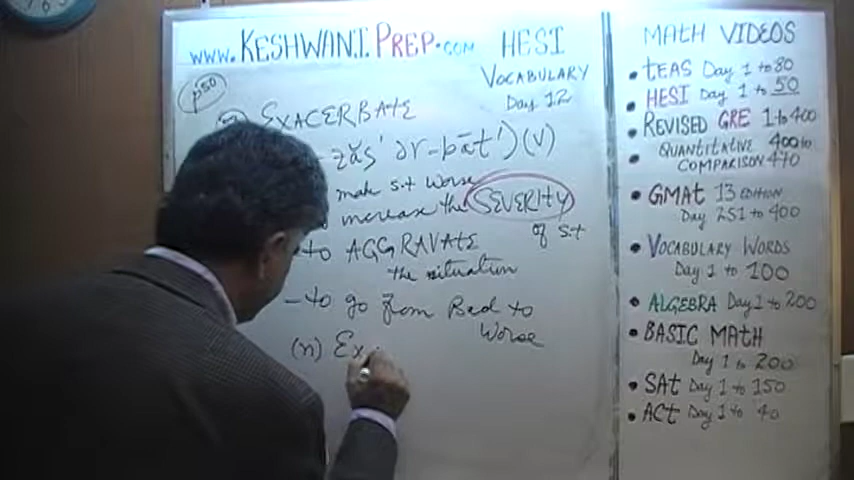 www.KESHWANIPREP.com HESI
VOCABULARY
Day 12
p50
EXACERBATE
-zăs' ər-bāt')(V)
make s.t worse
increase the SEVERITY
of s.t
to AGGRAVATE
the situation
- to go from Bad to
Worse
(n) Ex
MATH VIDEOS
• TEAS Day 1 to 80
• HESI Day 1 to 50
• REVISED GRE 1 to 400
• QUANTITATIVE 400 to
COMPARISON 470
• GMAT 13 EDITION
Day 251 to 400
• VOCABULARY WORDS
Day 1 to 100
• ALGEBRA Day 1 to 200
• BASIC MATH
Day 1 to 200
• SAT Day 1 to 150
• ACT Day 1 to 40